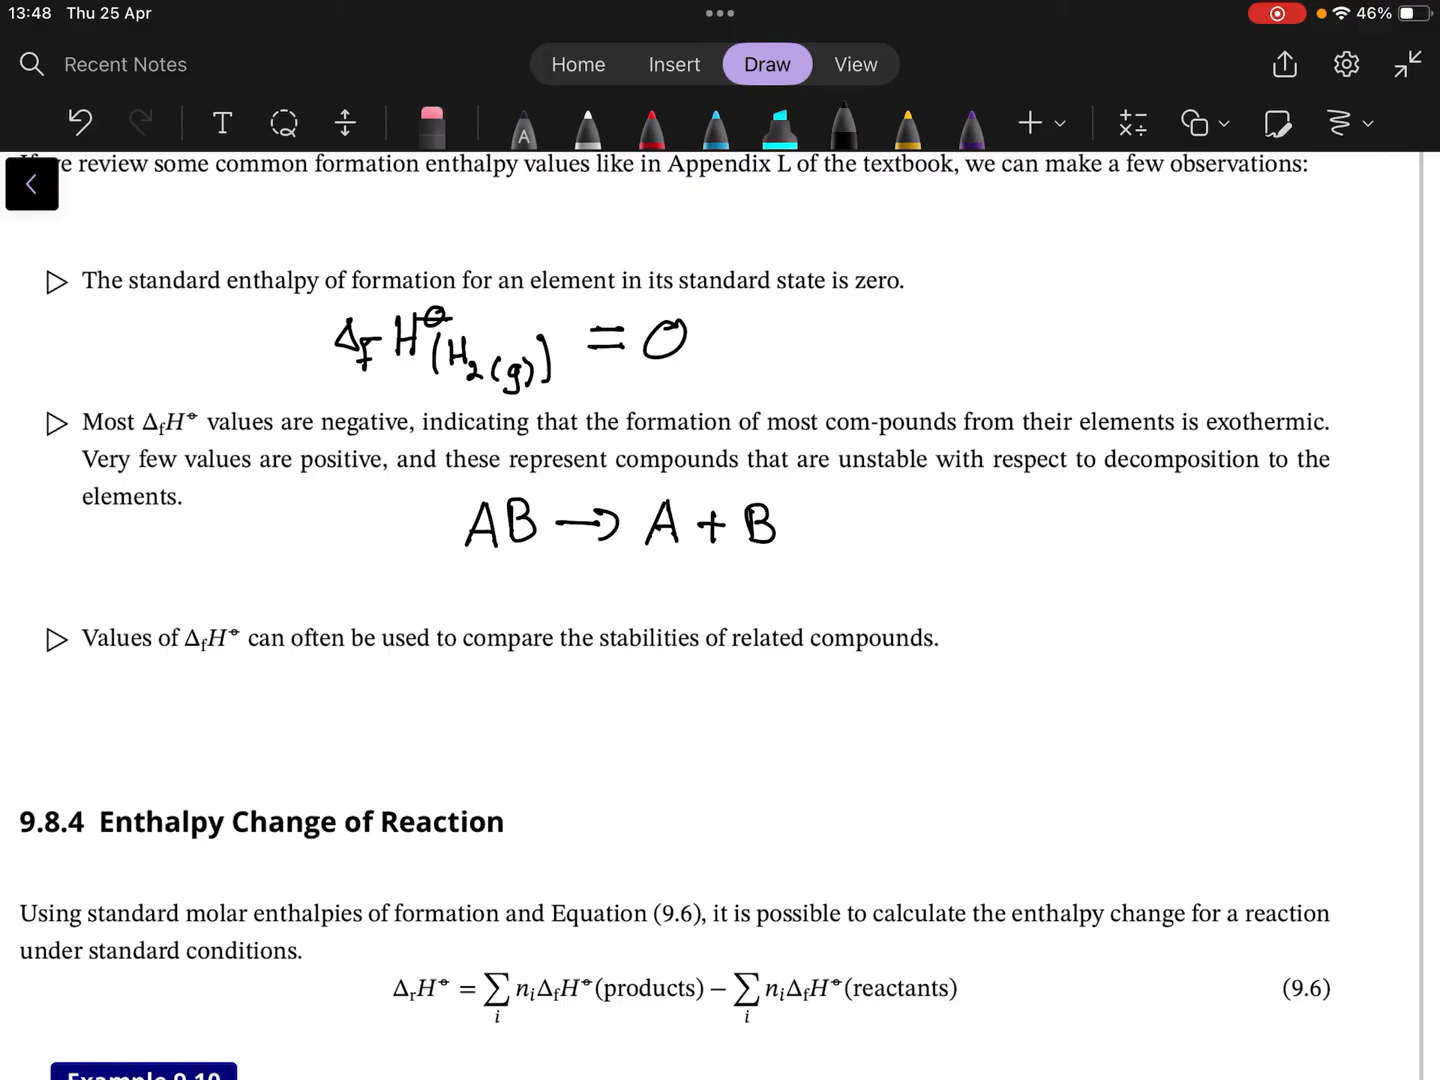 13:48 Thu 25 Apr
46%
Recent Notes
Home Insert Draw View
T
A
review some common formation enthalpy values like in Appendix L of the textbook, we can make a few observations:
▷ The standard enthalpy of formation for an element in its standard state is zero.
ΔfH⦵(H₂(g)) = 0
▷ Most ΔfH⦵ values are negative, indicating that the formation of most com-pounds from their elements is exothermic.
Very few values are positive, and these represent compounds that are unstable with respect to decomposition to the
elements.
AB → A + B
▷ Values of ΔfH⦵ can often be used to compare the stabilities of related compounds.
9.8.4 Enthalpy Change of Reaction
Using standard molar enthalpies of formation and Equation (9.6), it is possible to calculate the enthalpy change for a reaction
under standard conditions.
ΔrH⦵ = ∑i niΔfH⦵(products) − ∑i niΔfH⦵(reactants) (9.6)
Example 9.10